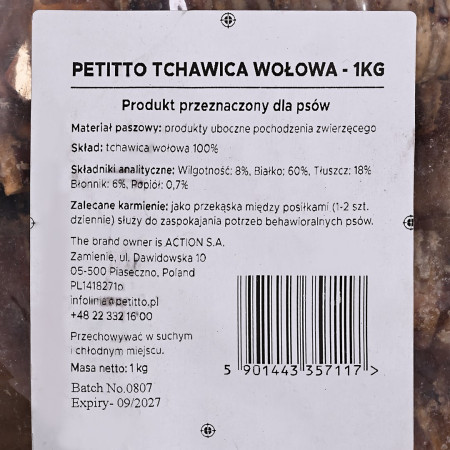 PETITTO TCHAWICA WOŁOWA - 1KG
Produkt przeznaczony dla psów
Materiał paszowy: produkty uboczne pochodzenia zwierzęcego
Skład: tchawica wołowa 100%
Składniki analityczne: Wilgotność: 8%, Białko: 60%, Tłuszcz: 18%
Błonnik: 6%, Popiół: 0,7%
Zalecane karmienie: jako przekąska między posiłkami (1-2 szt.
dziennie) służy do zaspokajania potrzeb behawioralnych psów.
The brand owner is ACTION S.A.
Zamienie, ul. Dawidowska 10
05-500 Piaseczno, Poland
infolinia@petitto.pl
+48 22 332 16 00
Przechowywać w suchym
i chłodnym miejscu.
Masa netto: 1 kg
Batch No.0807
Expiry- 09/2027
5 901443 357117 >